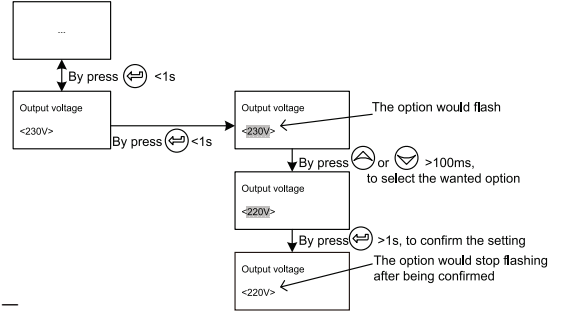 ...
By press <1s
Output voltage
<230V>
By press <1s
Output voltage
<230V>
The option would flash
By press or >100ms,
to select the wanted option
Output voltage
<220V>
By press >1s, to confirm the setting
Output voltage
<220V>
The option would stop flashing
after being confirmed